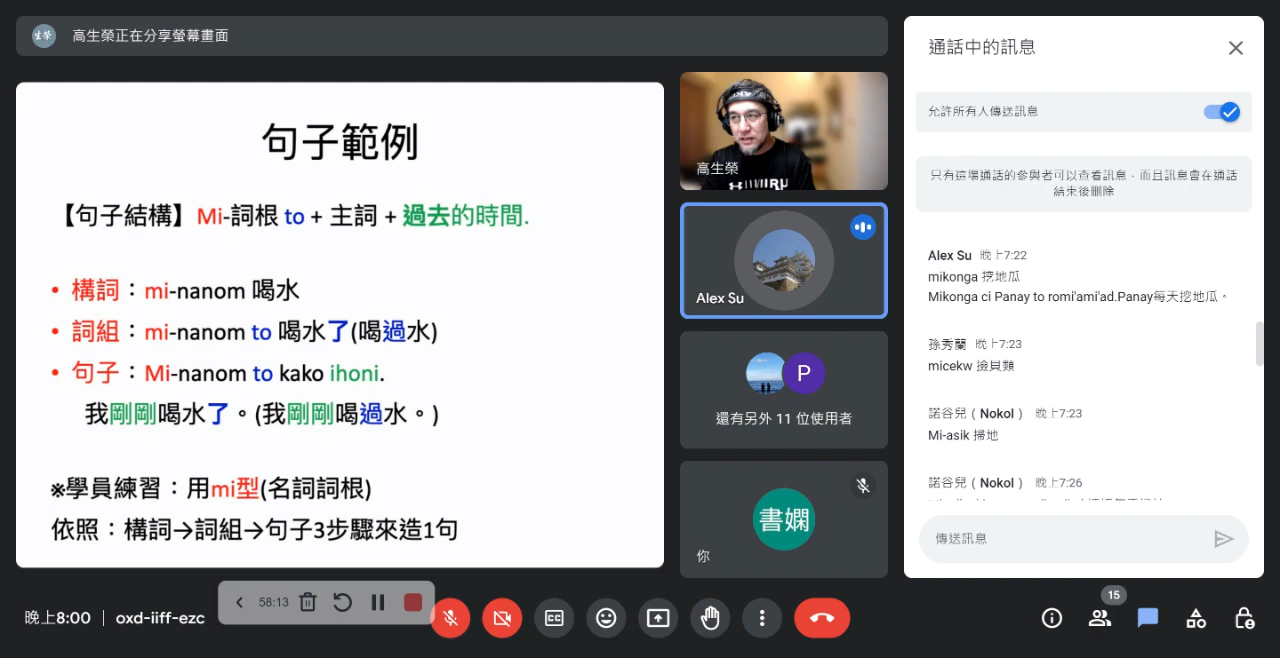 生榮 高生榮正在分享螢幕畫面
句子範例
【句子結構】Mi-詞根 to + 主詞 + 過去的時間.
• 構詞：mi-nanom 喝水
• 詞組：mi-nanom to 喝水了(喝過水)
• 句子：Mi-nanom to kako ihoni.
我剛剛喝水了。(我剛剛喝過水。)
※學員練習：用mi型(名詞詞根)
依照：構詞→詞組→句子3步驟來造1句
高生榮
Alex Su
P
還有另外 11 位使用者
書嫻
你
通話中的訊息
允許所有人傳送訊息
只有這場通話的參與者可以查看訊息，而且訊息會在通話
結束後刪除
Alex Su 晚上7:22
mikonga 挖地瓜
Mikonga ci Panay to romi'ami'ad.Panay每天挖地瓜。
孫秀蘭 晚上7:23
micekw 撿貝類
諾谷兒（Nokol） 晚上7:23
Mi-asik 掃地
諾谷兒（Nokol） 晚上7:26
傳送訊息
58:13
晚上8:00 | oxd-iiff-ezc
15